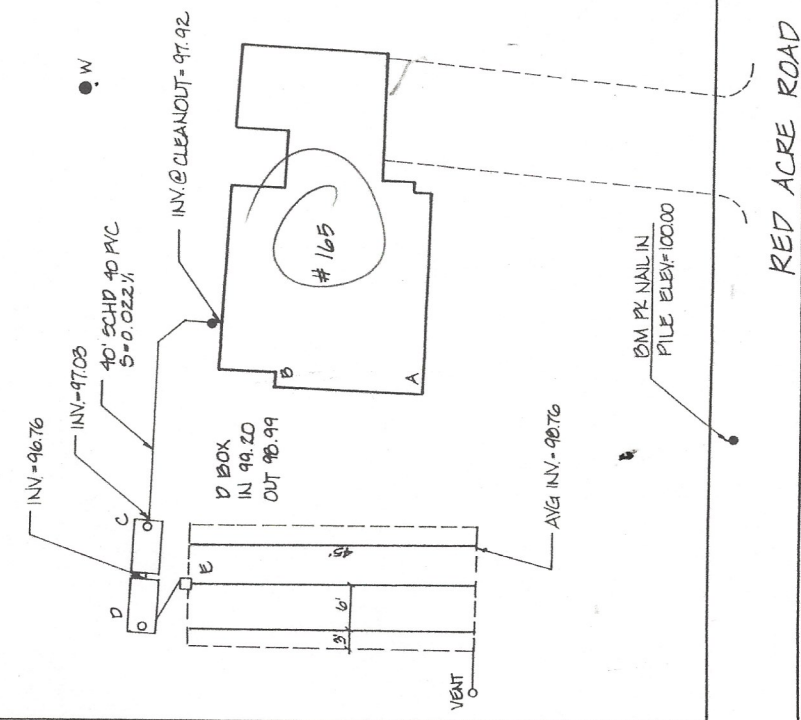 W
INV. @ CLEANOUT = 97.92
40' SCHD 40 PVC
S=0.022%
INV.=97.03
INV.=96.76
# 165
B
A
C
D
E
D BOX
IN 99.20
OUT 98.99
45'
6'
3'
VENT
AVG INV.=98.76
BM PK NAIL IN
PILE ELEV=100.00
RED ACRE ROAD